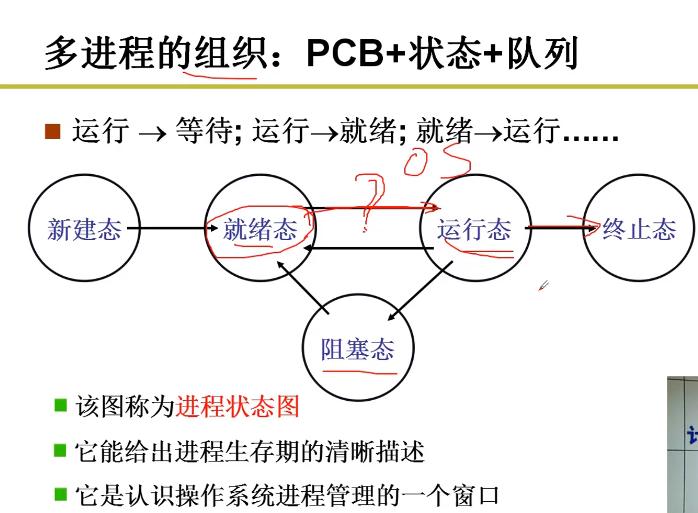 多进程的组织：PCB+状态+队列
运行 → 等待; 运行→就绪; 就绪→运行……
OS
?
新建态 就绪态 运行态 终止态
阻塞态
该图称为进程状态图
它能给出进程生存期的清晰描述
它是认识操作系统进程管理的一个窗口